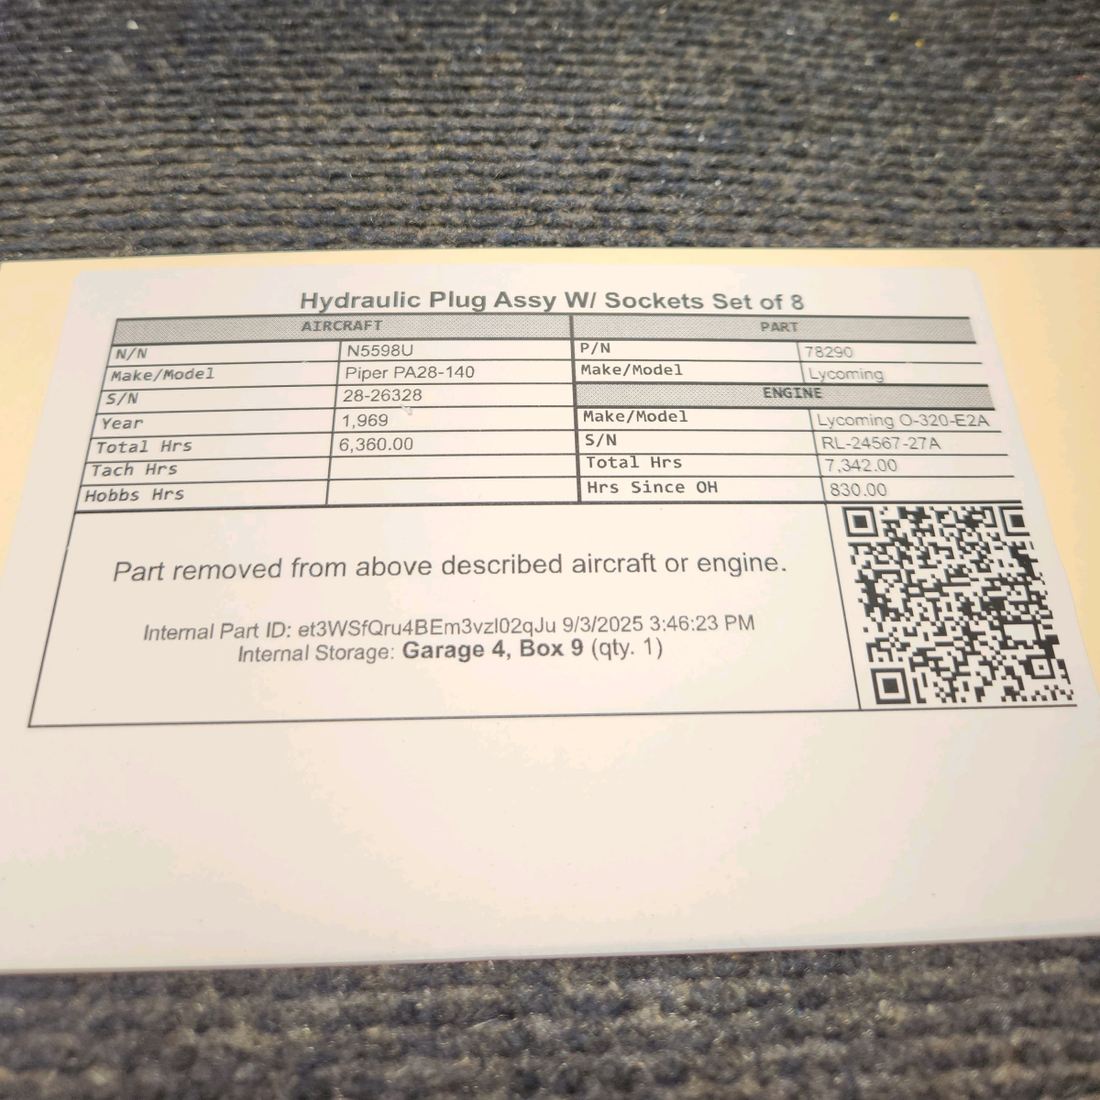 Hydraulic Plug Assy W/ Sockets Set of 8
AIRCRAFT PART
N/N N5598U P/N 78290
Make/Model Piper PA28-140 Make/Model Lycoming
S/N 28-26328 ENGINE
Year 1,969 Make/Model Lycoming O-320-E2A
Total Hrs 6,360.00 S/N RL-24567-27A
Tach Hrs Total Hrs 7,342.00
Hobbs Hrs Hrs Since OH 830.00
Part removed from above described aircraft or engine.
Internal Part ID: et3WSfQru4BEm3vzl02qJu 9/3/2025 3:46:23 PM
Internal Storage: Garage 4, Box 9 (qty. 1)